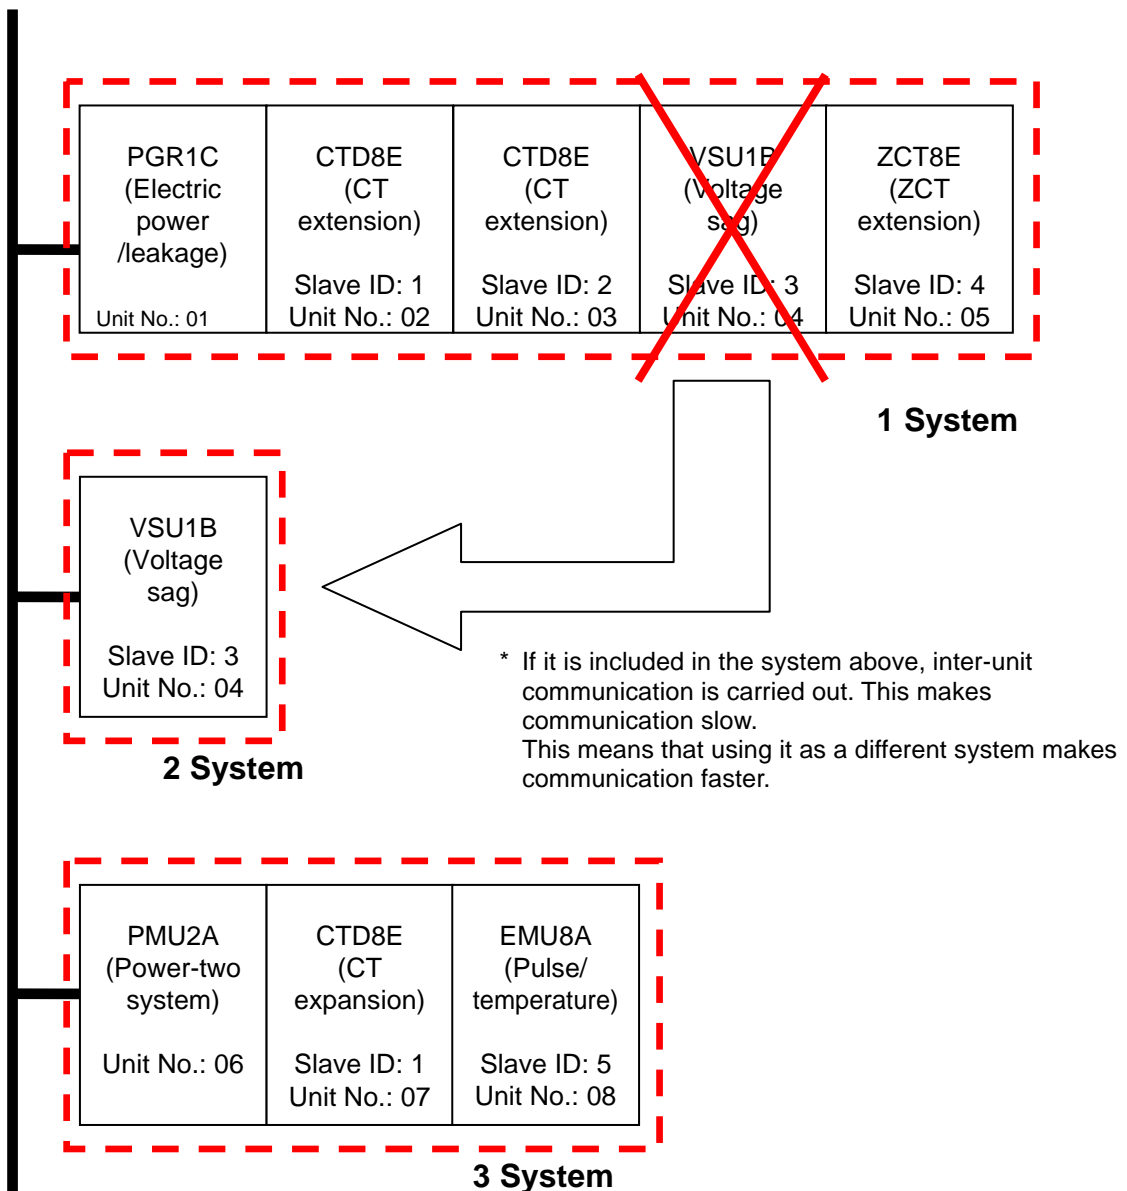 PGR1C
(Electric
power
/leakage)
Unit No.: 01
CTD8E
(CT
extension)
Slave ID: 1
Unit No.: 02
CTD8E
(CT
extension)
Slave ID: 2
Unit No.: 03
VSU1B
(Voltage
sag)
Slave ID: 3
Unit No.: 04
ZCT8E
(ZCT
extension)
Slave ID: 4
Unit No.: 05
1 System
VSU1B
(Voltage
sag)
Slave ID: 3
Unit No.: 04
2 System
* If it is included in the system above, inter-unit
communication is carried out. This makes
communication slow.
This means that using it as a different system makes
communication faster.
PMU2A
(Power-two
system)
Unit No.: 06
CTD8E
(CT
expansion)
Slave ID: 1
Unit No.: 07
EMU8A
(Pulse/
temperature)
Slave ID: 5
Unit No.: 08
3 System